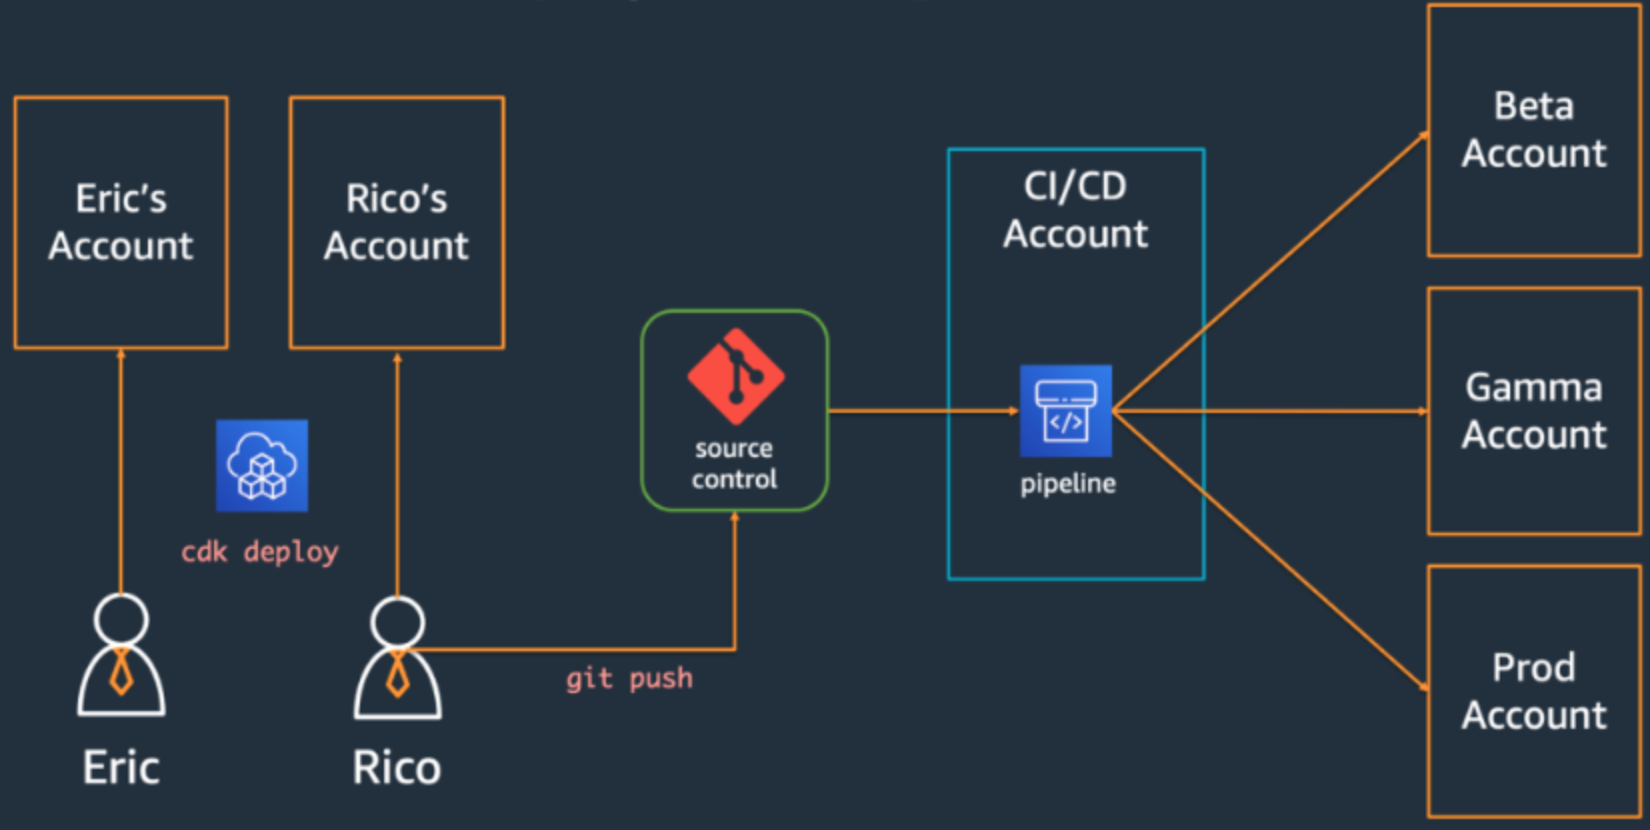 Eric's
Account
Rico's
Account
cdk deploy
Eric
Rico
git push
source
control
CI/CD
Account
</>
pipeline
Beta
Account
Gamma
Account
Prod
Account